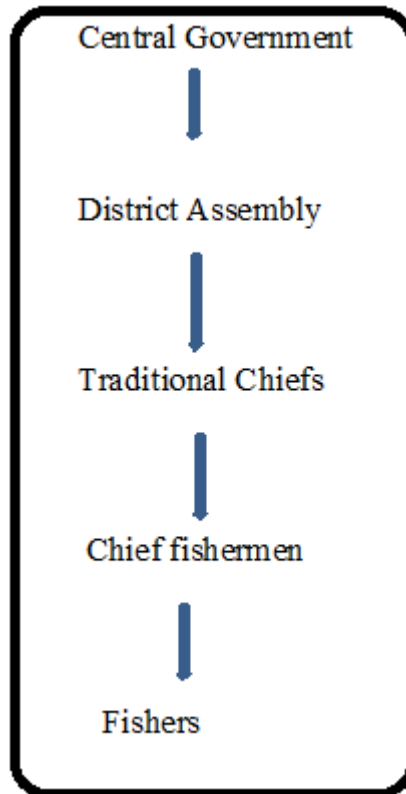 Central Government
District Assembly
Traditional Chiefs
Chief fishermen
Fishers